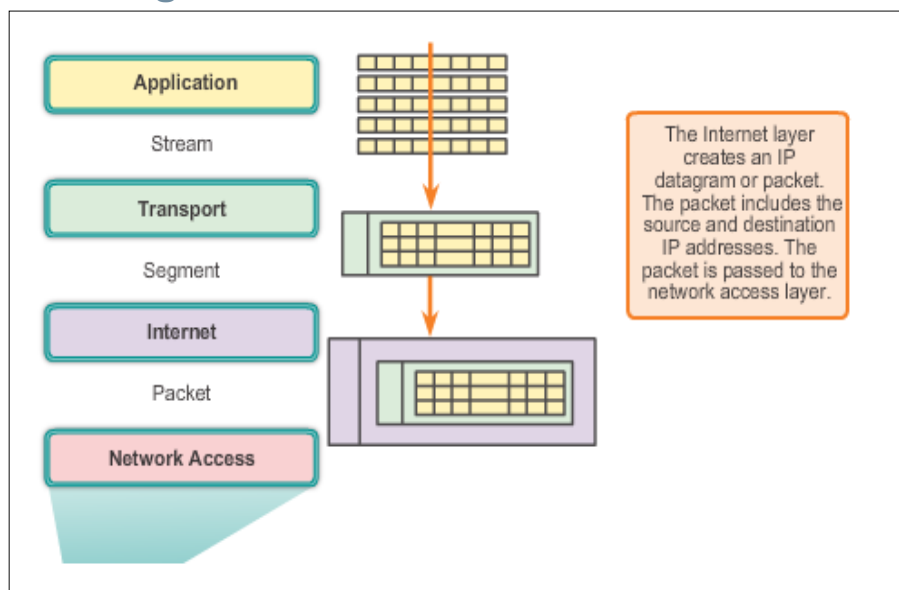 Application
Stream
Transport
Segment
Internet
Packet
Network Access
The Internet layer
creates an IP
datagram or packet.
The packet includes the
source and destination
IP addresses. The
packet is passed to the
network access layer.